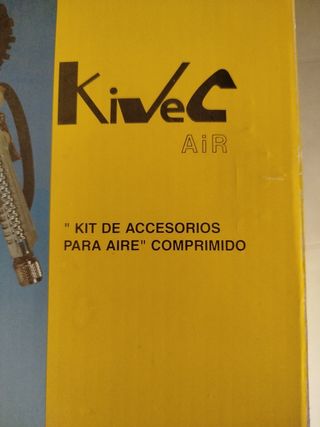 KiVeC
AiR
" KIT DE ACCESORIOS
PARA AIRE" COMPRIMIDO